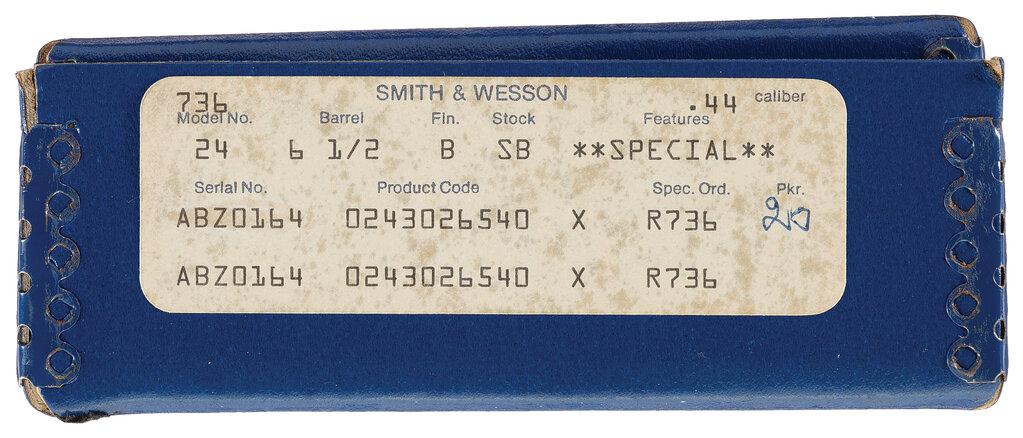 736 SMITH & WESSON .44 caliber
Model No. Barrel Fin. Stock Features
24 6 1/2 B SB **SPECIAL**
Serial No. Product Code Spec. Ord. Pkr.
ABZ0164 0243026540 X R736
ABZ0164 0243026540 X R736